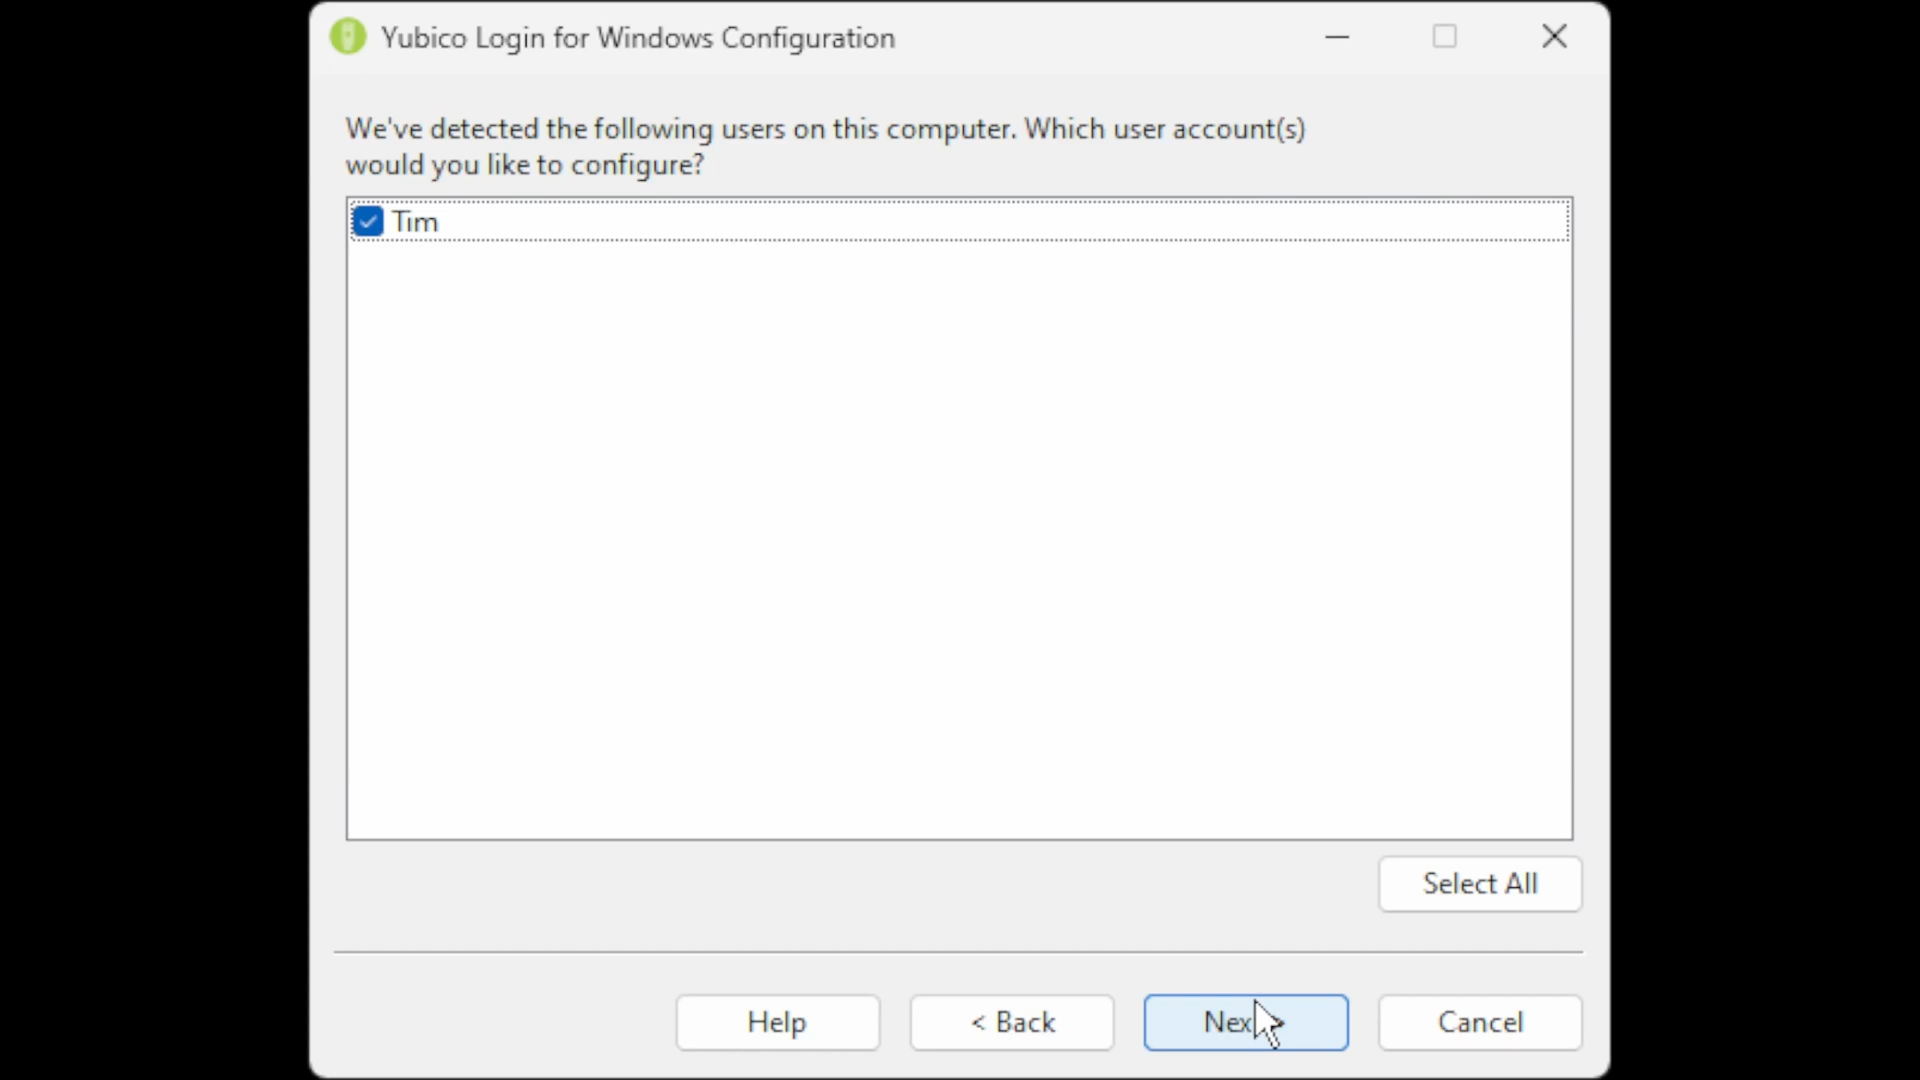 Yubico Login for Windows Configuration
We've detected the following users on this computer. Which user account(s)
would you like to configure?
Tim
Select All
Help
< Back
Nex >
Cancel